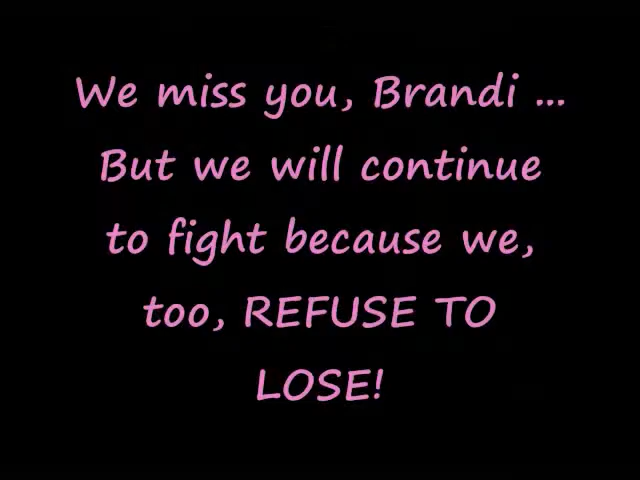 We miss you, Brandi ...
But we will continue
to fight because we,
too, REFUSE TO
LOSE!